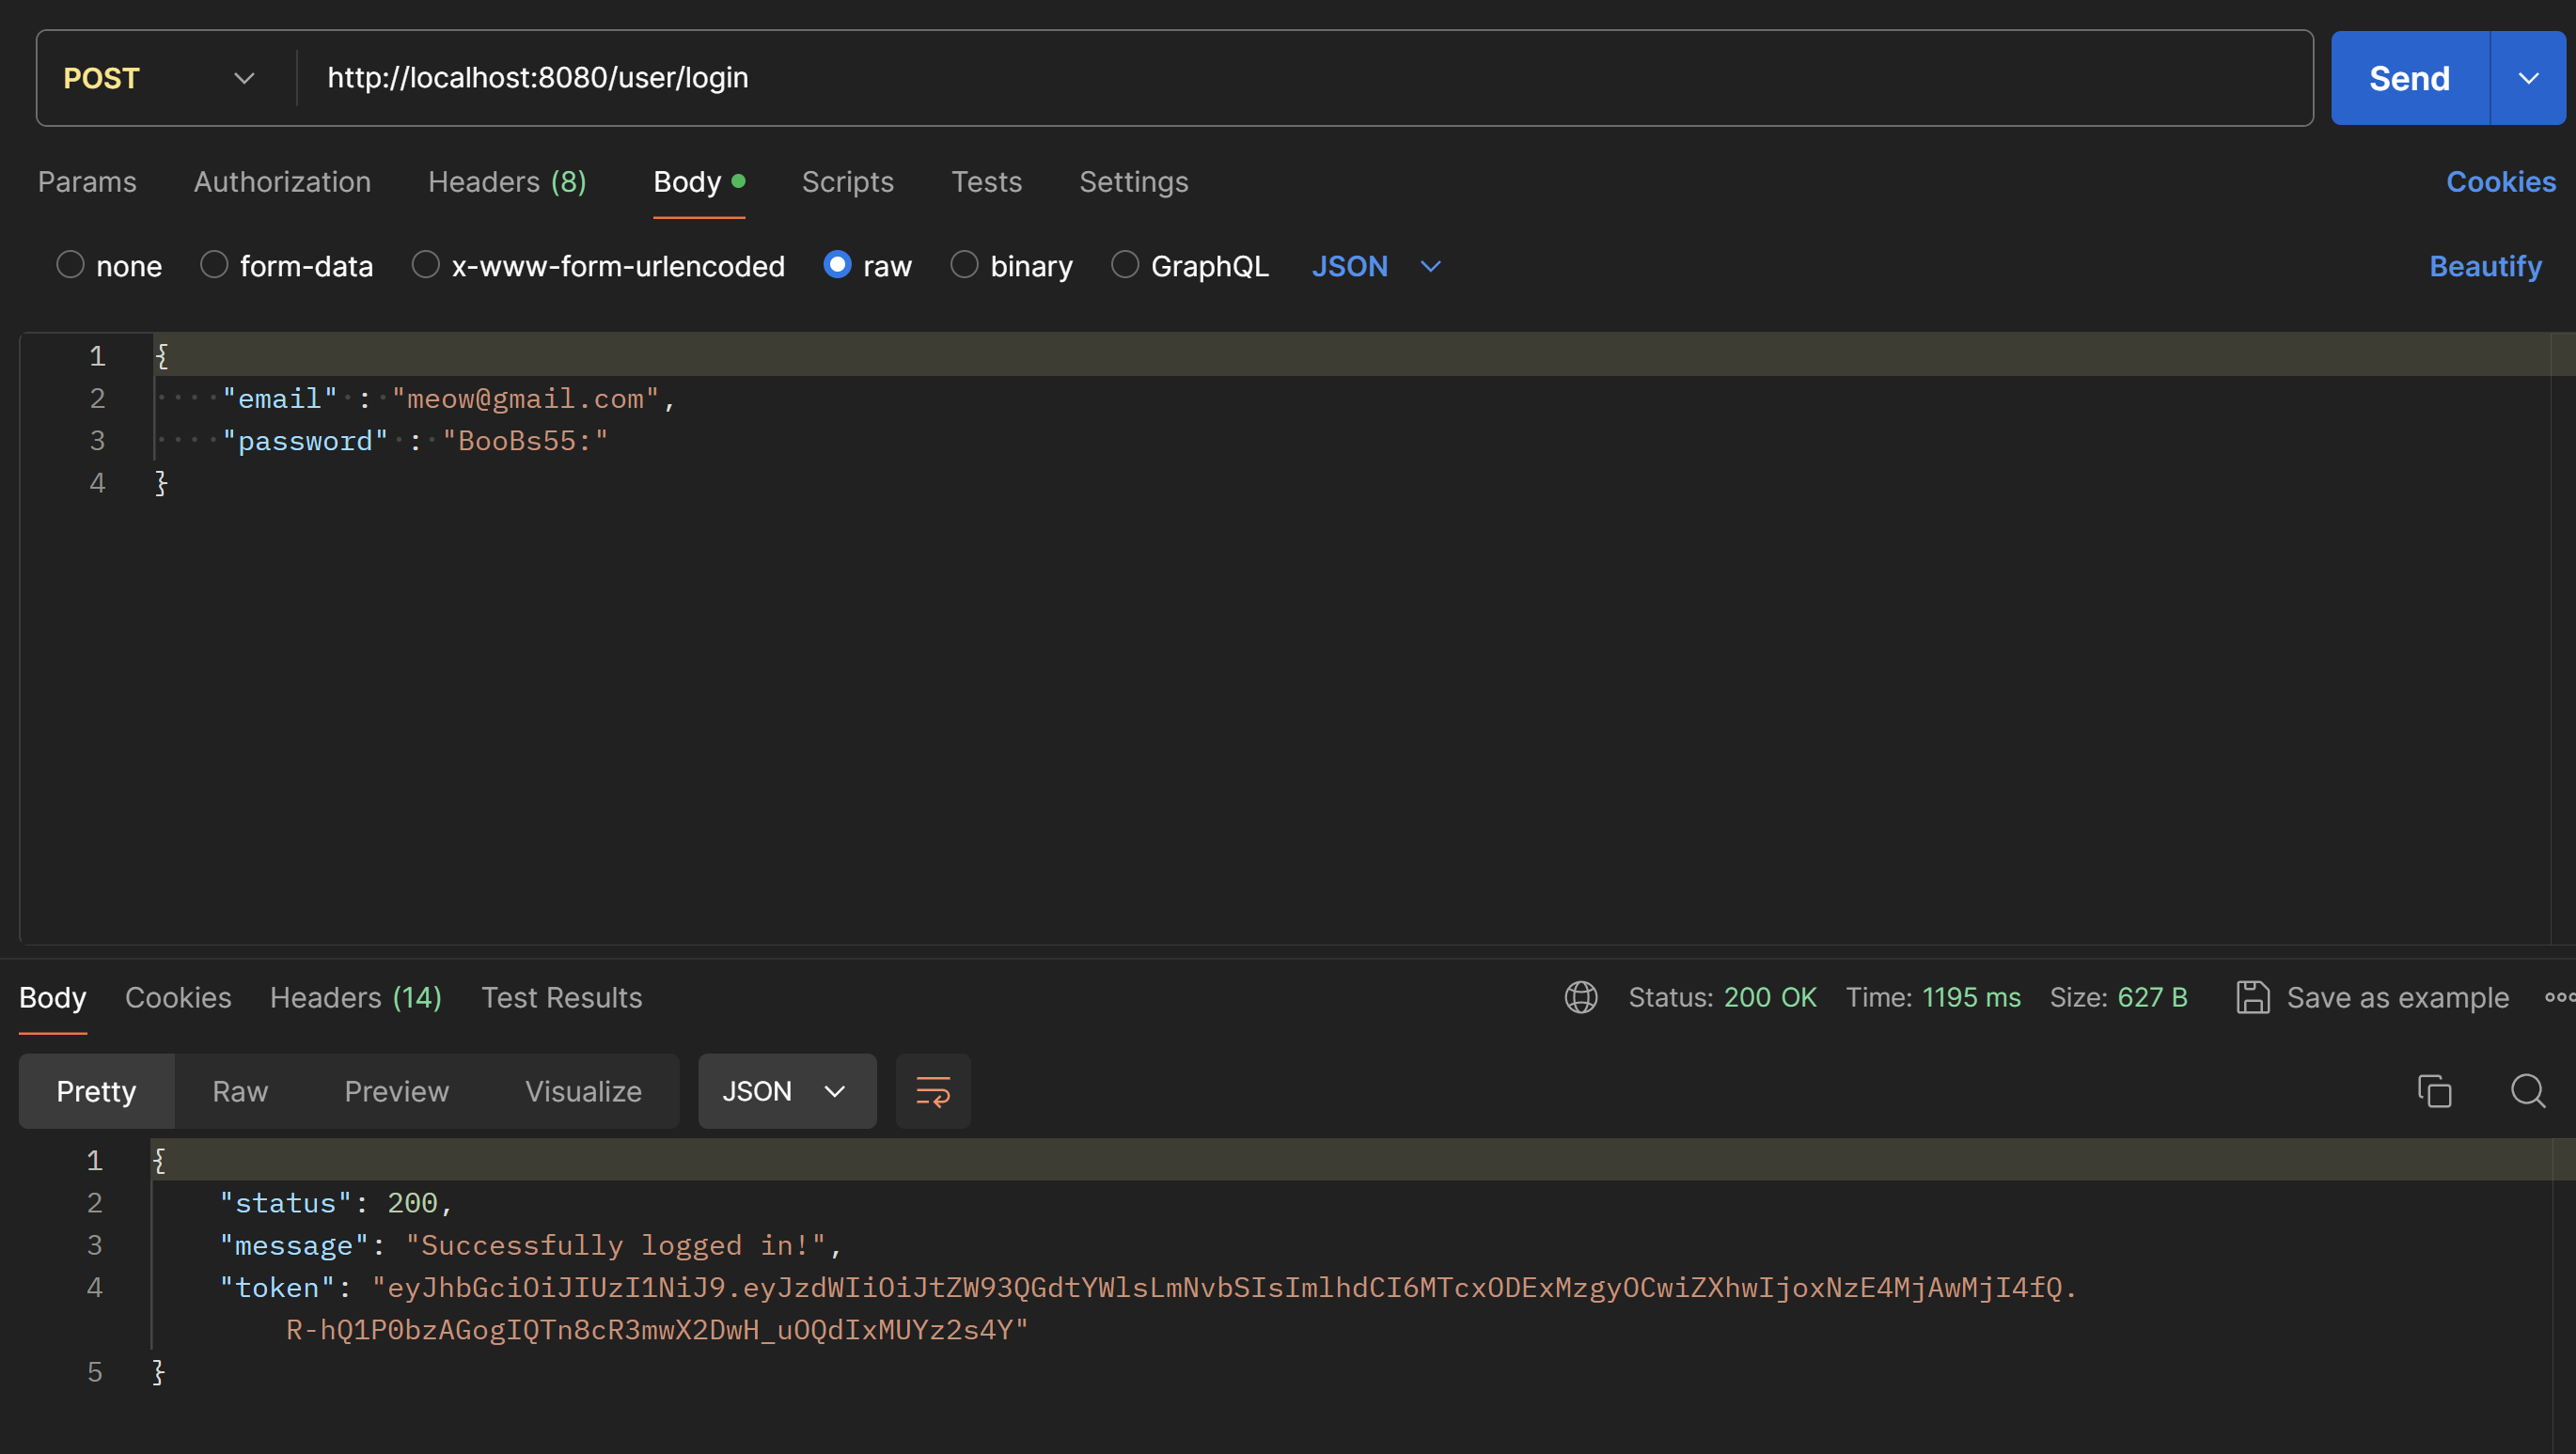 POST http://localhost:8080/user/login Send
Params Authorization Headers (8) Body Scripts Tests Settings Cookies
none form-data x-www-form-urlencoded raw binary GraphQL JSON Beautify
1 {
2 "email" : "meow@gmail.com",
3 "password" : "BooBs55:"
4 }
Body Cookies Headers (14) Test Results Status: 200 OK Time: 1195 ms Size: 627 B Save as example
Pretty Raw Preview Visualize JSON
1 {
2 "status": 200,
3 "message": "Successfully logged in!",
4 "token": "eyJhbGciOiJIUzI1NiJ9.eyJzdWIiOiJtZW93QGdtYWlsLmNvbSIsImlhdCI6MTcxODExMzgyOCwiZXhwIjoxNzE4MjAwMjI4fQ.
R-hQ1P0bzAGogIQTn8cR3mwX2DwH_uOQdIxMUYz2s4Y"
5 }